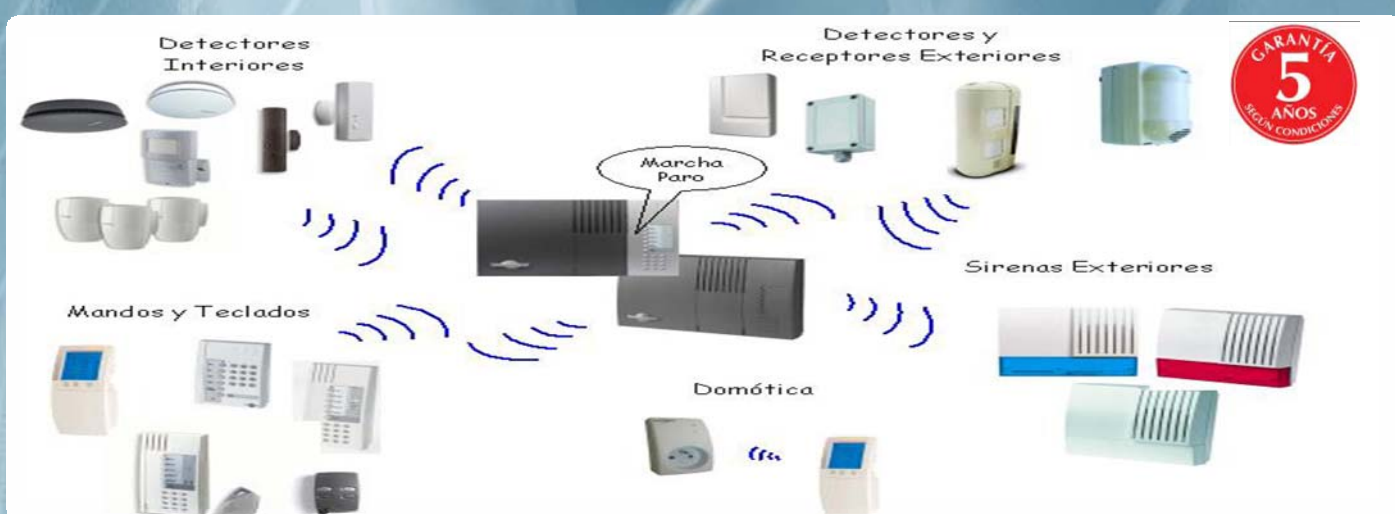 Detectores
Interiores
Detectores y
Receptores Exteriores
GARANTÍA
5
AÑOS
SEGÚN CONDICIONES
Marcha
Paro
Sirenas Exteriores
Mandos y Teclados
Domótica